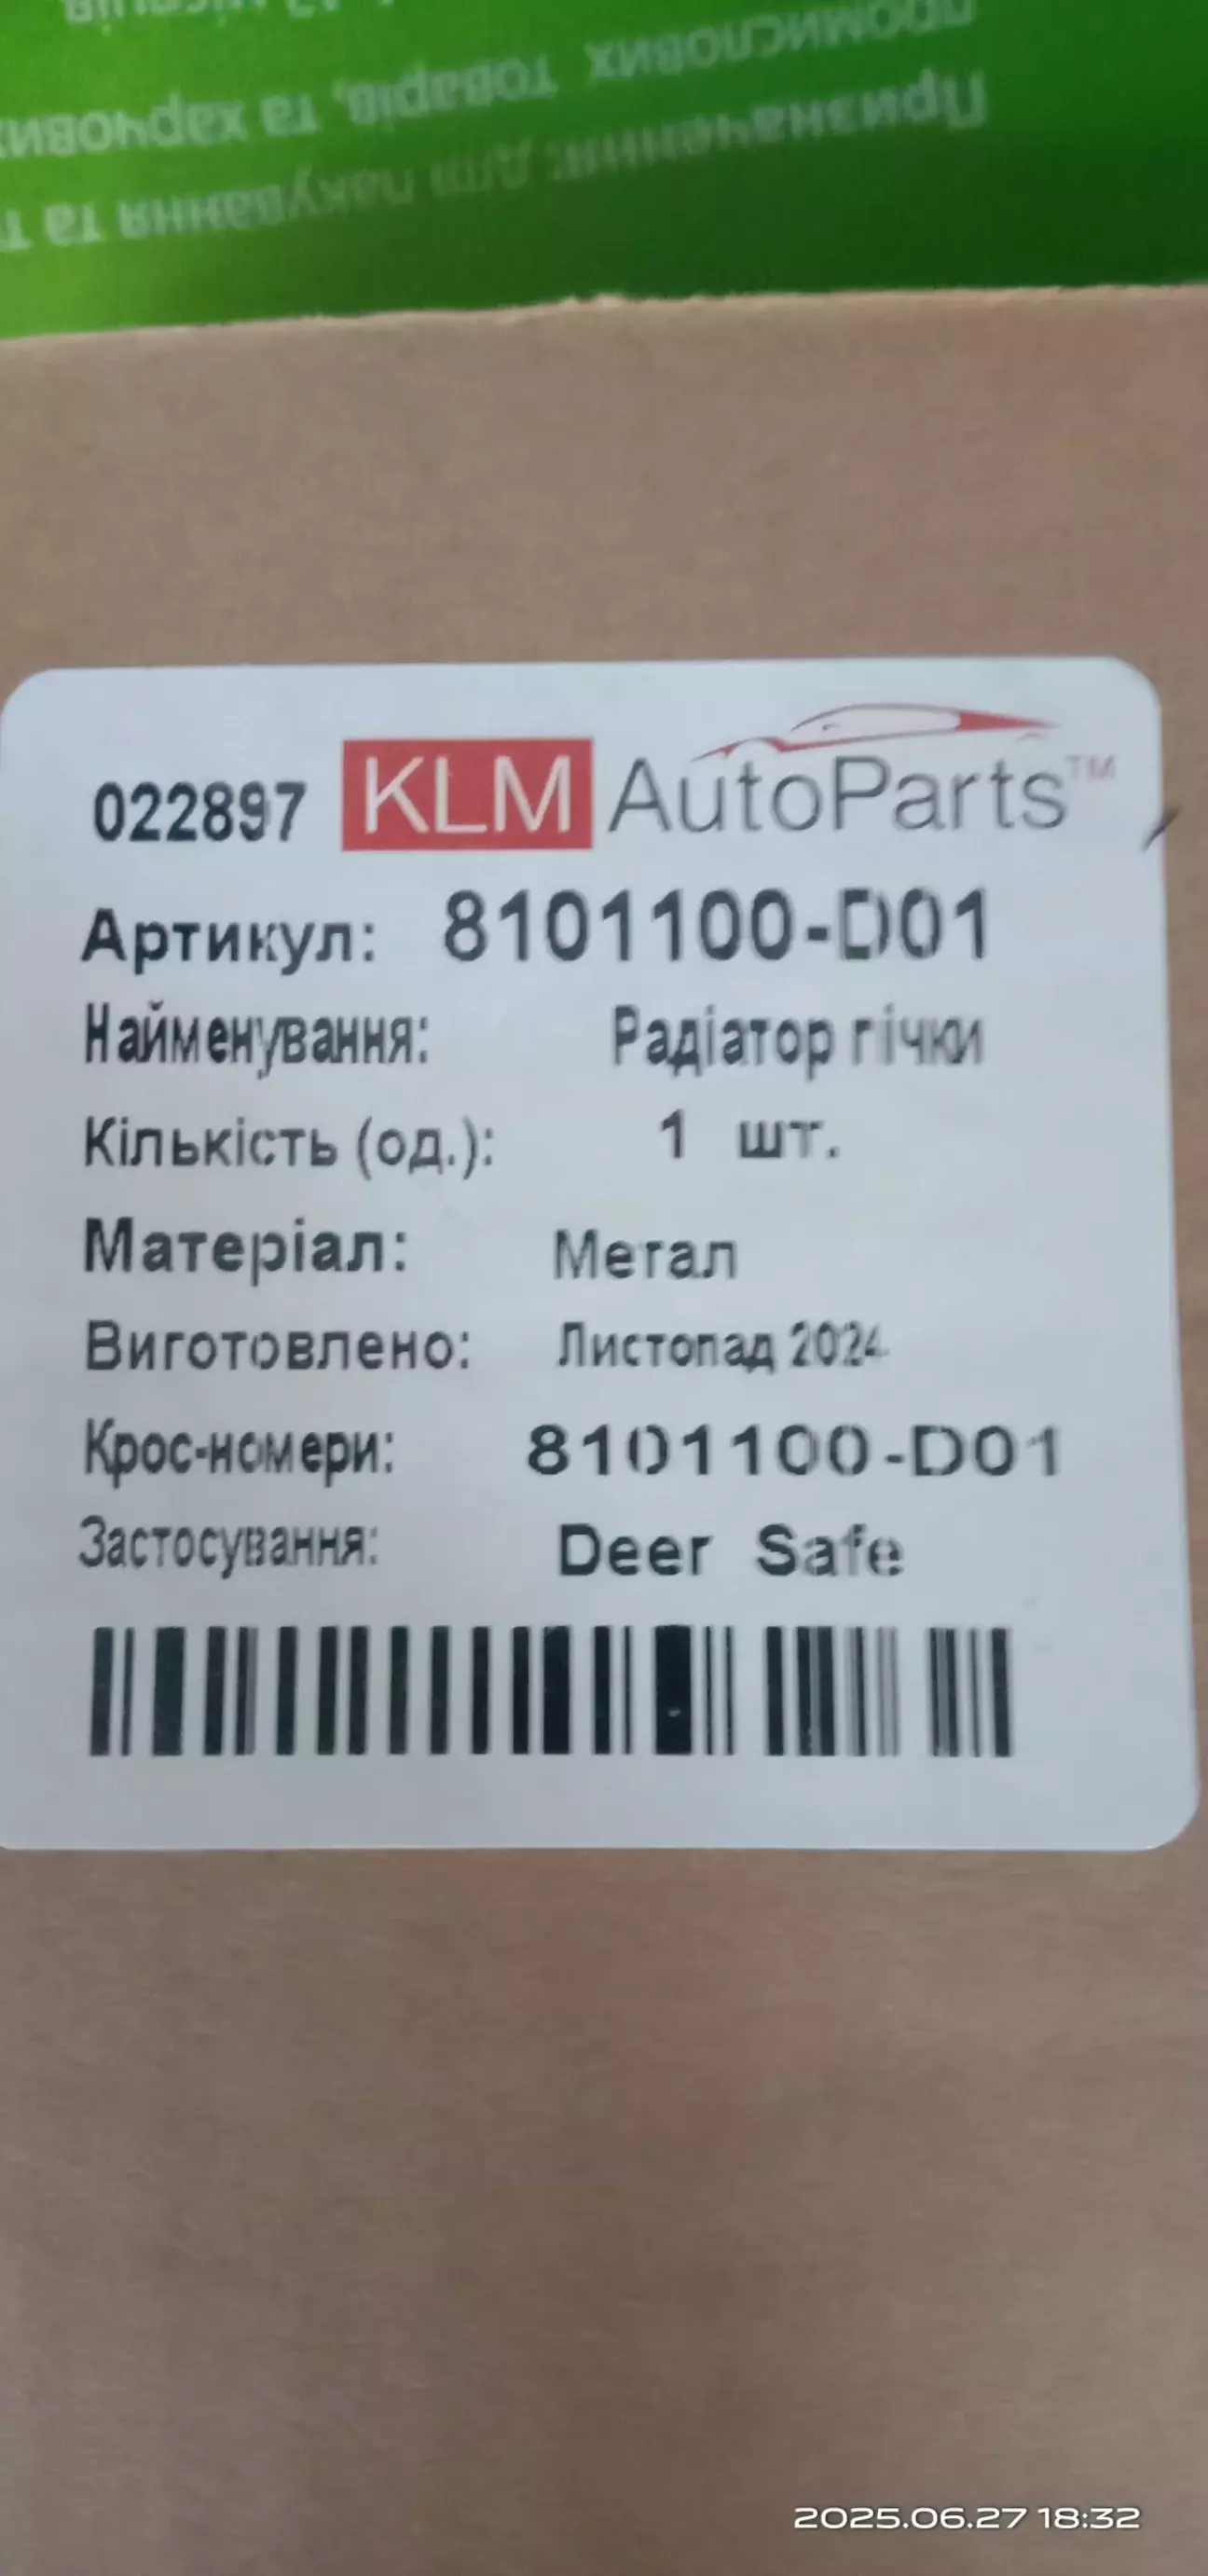 промислових товарів, та харчових
Призначення: для пакування та
022897 KLM AutoParts™
Артикул: 8101100-D01
Найменування: Радіатор пічки
Кількість (од.): 1 шт.
Матеріал: Метал
Виготовлено: Листопад 2024
Крос-номери: 8101100-D01
Застосування: Deer Safe
2025.06.27 18:32